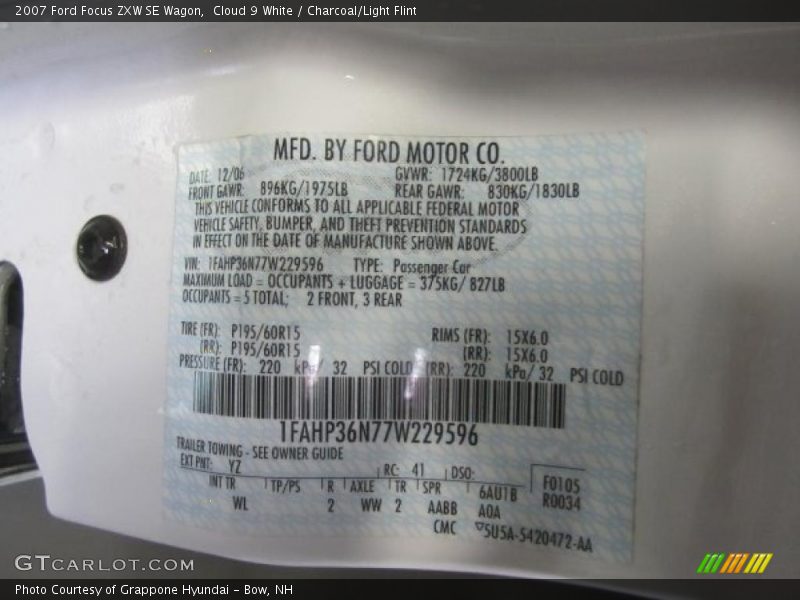 2007 Ford Focus ZXW SE Wagon,  Cloud 9 White / Charcoal/Light Flint
MFD. BY FORD MOTOR CO.
DATE: 12/06 GVWR: 1724KG/3800LB
FRONT GAWR: 896KG/1975LB REAR GAWR: 830KG/1830LB
THIS VEHICLE CONFORMS TO ALL APPLICABLE FEDERAL MOTOR
VEHICLE SAFETY, BUMPER, AND THEFT PREVENTION STANDARDS
IN EFFECT ON THE DATE OF MANUFACTURE SHOWN ABOVE.
VIN: 1FAHP36N77W229596 TYPE: Passenger Car
MAXIMUM LOAD = OCCUPANTS + LUGGAGE = 375KG/ 827LB
OCCUPANTS = 5 TOTAL; 2 FRONT, 3 REAR
TIRE (FR): P195/60R15 RIMS (FR): 15X6.0
(RR): P195/60R15 (RR): 15X6.0
PRESSURE (FR): 220 kPa/ 32 PSI COLD (RR): 220 kPa/ 32 PSI COLD
1FAHP36N77W229596
TRAILER TOWING - SEE OWNER GUIDE
EXT PNT: YZ RC: 41 DSO: F0105
INT TR TP/PS R AXLE TR SPR 6AU1B R0034
WL 2 WW 2 AABB A0A
CMC ▽5U5A-5420472-AA
GTCARLOT.COM
Photo Courtesy of Grappone Hyundai - Bow, NH